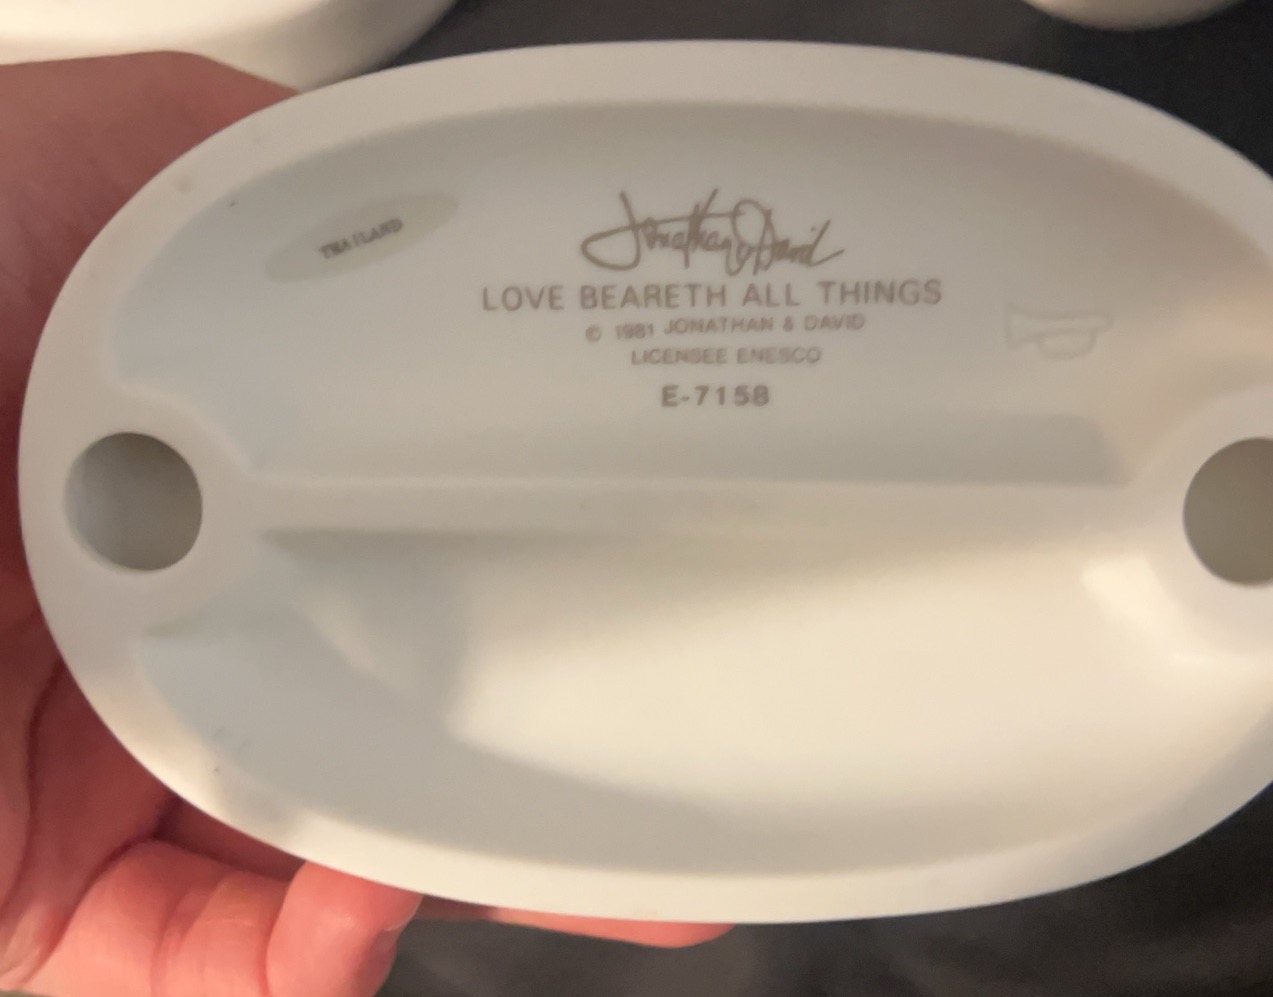 THAILAND
Jonathan & David
LOVE BEARETH ALL THINGS
© 1981 JONATHAN & DAVID
LICENSEE ENESCO
E-7158